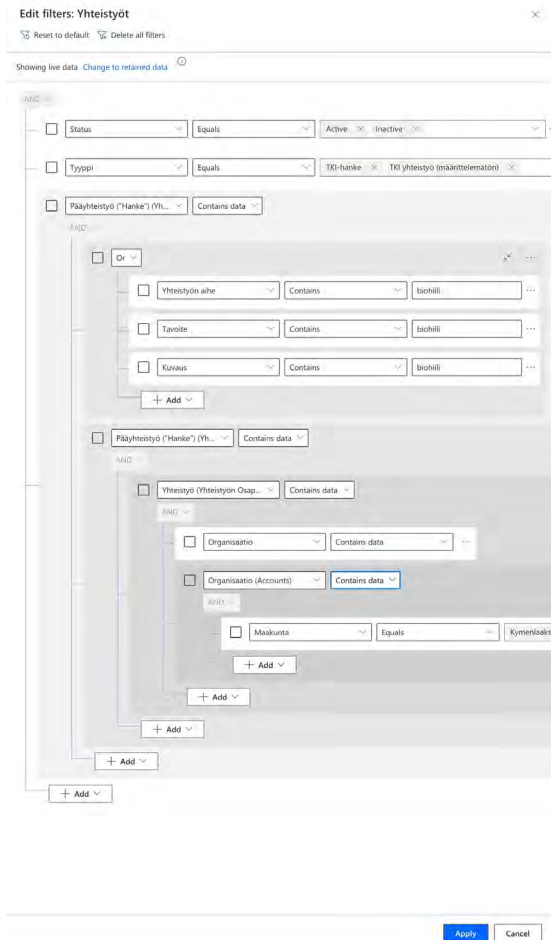 Edit filters: Yhteistyöt
Reset to default Delete all filters
Showing live data Change to retained data
AND
Status Equals Active Inactive
Tyyppi Equals TKI-hanke TKI yhteistyö (määrittelemätön)
Pääyhteistyö ("Hanke") (Yh... Contains data
AND
Or
Yhteistyön aihe Contains biohiili
Tavoite Contains biohiili
Kuvaus Contains biohiili
+ Add
Pääyhteistyö ("Hanke") (Yh... Contains data
AND
Yhteistyö (Yhteistyön Osap... Contains data
AND
Organisaatio Contains data
Organisaatio (Accounts) Contains data
AND
Maakunta Equals Kymenlaaks
+ Add
+ Add
+ Add
+ Add
+ Add
Apply Cancel